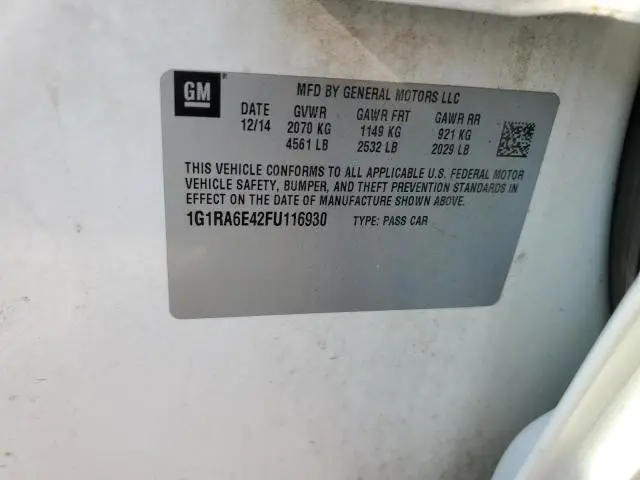 GM
MFD BY GENERAL MOTORS LLC
DATE GVWR GAWR FRT GAWR RR
12/14 2070 KG 1149 KG 921 KG
4561 LB 2532 LB 2029 LB
THIS VEHICLE CONFORMS TO ALL APPLICABLE U.S. FEDERAL MOTOR
VEHICLE SAFETY, BUMPER, AND THEFT PREVENTION STANDARDS IN
EFFECT ON THE DATE OF MANUFACTURE SHOWN ABOVE.
1G1RA6E42FU116930 TYPE: PASS CAR